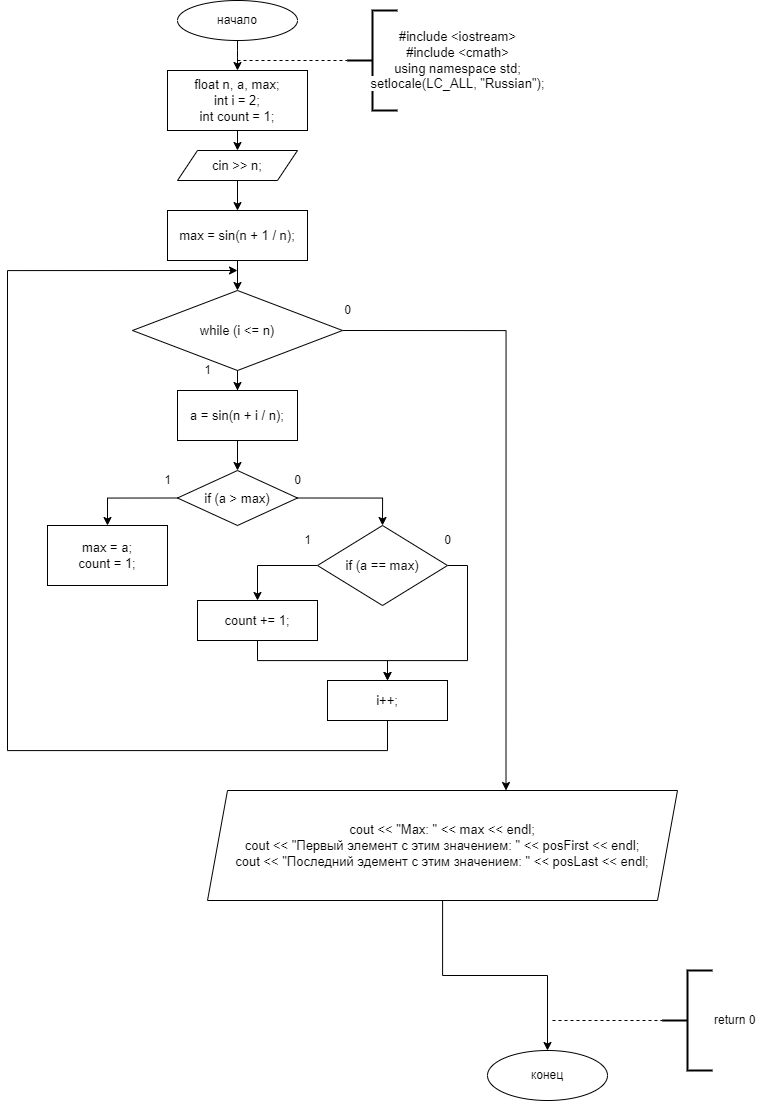 начало
#include <iostream>
#include <cmath>
using namespace std;
setlocale(LC_ALL, "Russian");
float n, a, max;
int i = 2;
int count = 1;
cin >> n;
max = sin(n + 1 / n);
0
while (i <= n)
1
a = sin(n + i / n);
1
0
if (a > max)
max = a;
count = 1;
1
0
if (a == max)
count += 1;
i++;
cout << "Max: " << max << endl;
cout << "Первый элемент с этим значением: " << posFirst << endl;
cout << "Последний эдемент с этим значением: " << posLast << endl;
return 0
конец